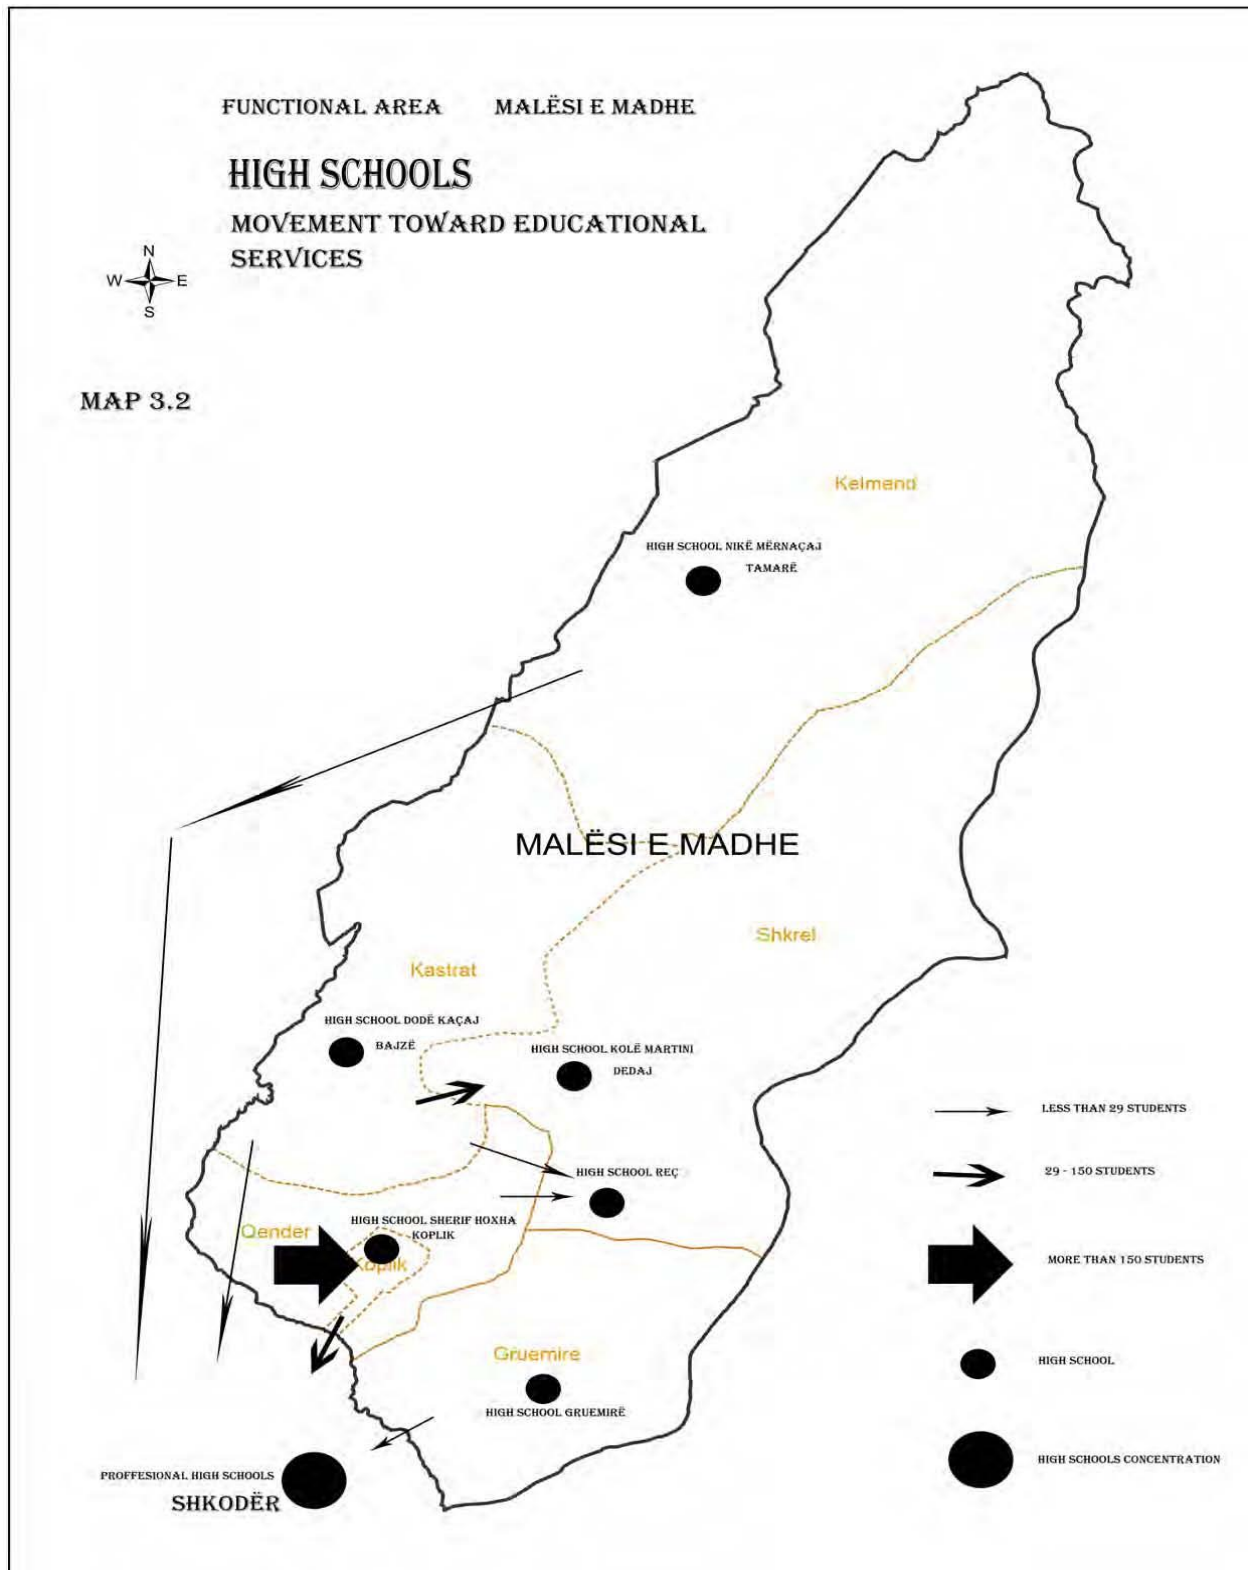 FUNCTIONAL AREA MALËSI E MADHE
HIGH SCHOOLS
MOVEMENT TOWARD EDUCATIONAL
SERVICES
N
W E
S
MAP 3.2
Kelmend
HIGH SCHOOL NIKË MËRNAÇAJ
TAMARË
MALËSI E MADHE
Shkrel
Kastrat
HIGH SCHOOL DODË KAÇAJ
BAJZË
HIGH SCHOOL KOLË MARTINI
DEDAJ
HIGH SCHOOL REÇ
Qender
HIGH SCHOOL SHERIF HOXHA
KOPLIK
Koplik
Gruemire
HIGH SCHOOL GRUEMIRË
PROFFESIONAL HIGH SCHOOLS
SHKODËR
LESS THAN 29 STUDENTS
29 - 150 STUDENTS
MORE THAN 150 STUDENTS
HIGH SCHOOL
HIGH SCHOOLS CONCENTRATION